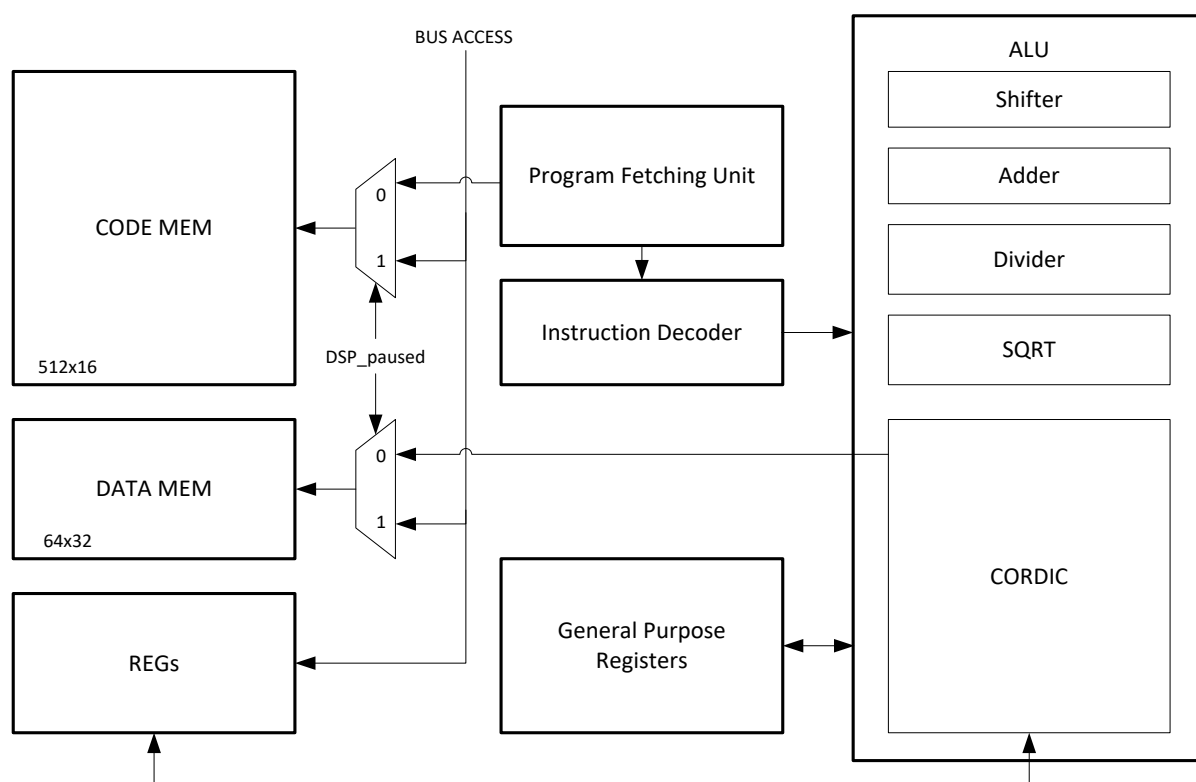 BUS ACCESS
ALU
Shifter
Adder
Divider
SQRT
CORDIC
CODE MEM
512x16
0
1
Program Fetching Unit
Instruction Decoder
DSP_paused
DATA MEM
64x32
0
1
REGs
General Purpose
Registers